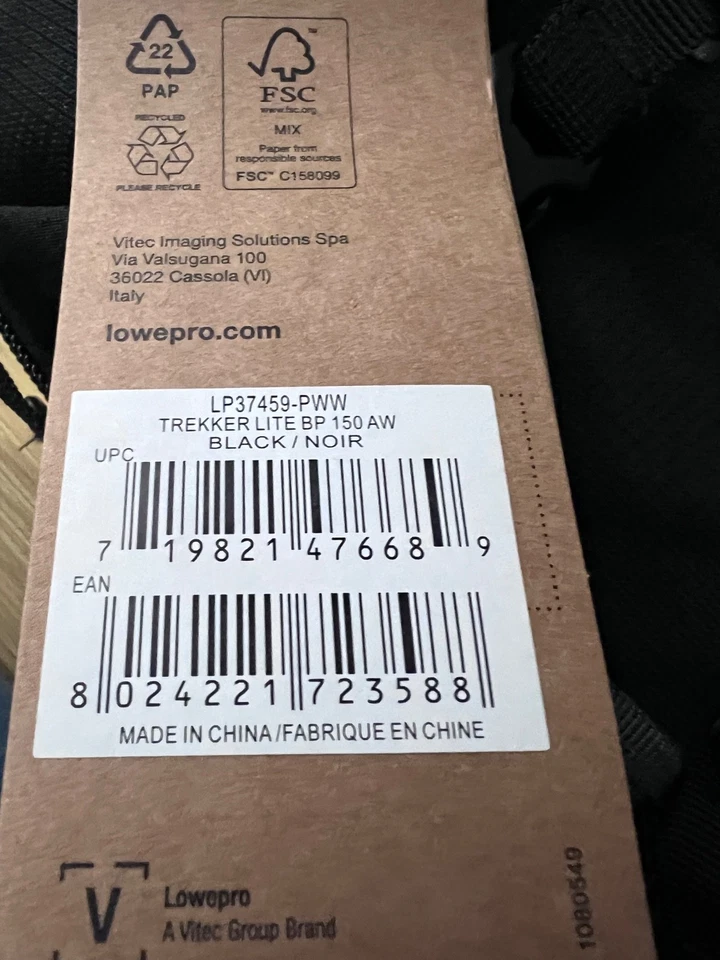 22
PAP
RECYCLED
PLEASE RECYCLE
™
FSC
www.fsc.org
MIX
Paper from
responsible sources
FSC™ C158099
Vitec Imaging Solutions Spa
Via Valsugana 100
36022 Cassola (VI)
Italy
lowepro.com
LP37459-PWW
TREKKER LITE BP 150 AW
BLACK / NOIR
UPC
7 19821 47668 9
EAN
8 024221 723588
MADE IN CHINA/FABRIQUE EN CHINE
V
Lowepro
A Vitec Group Brand
1080549